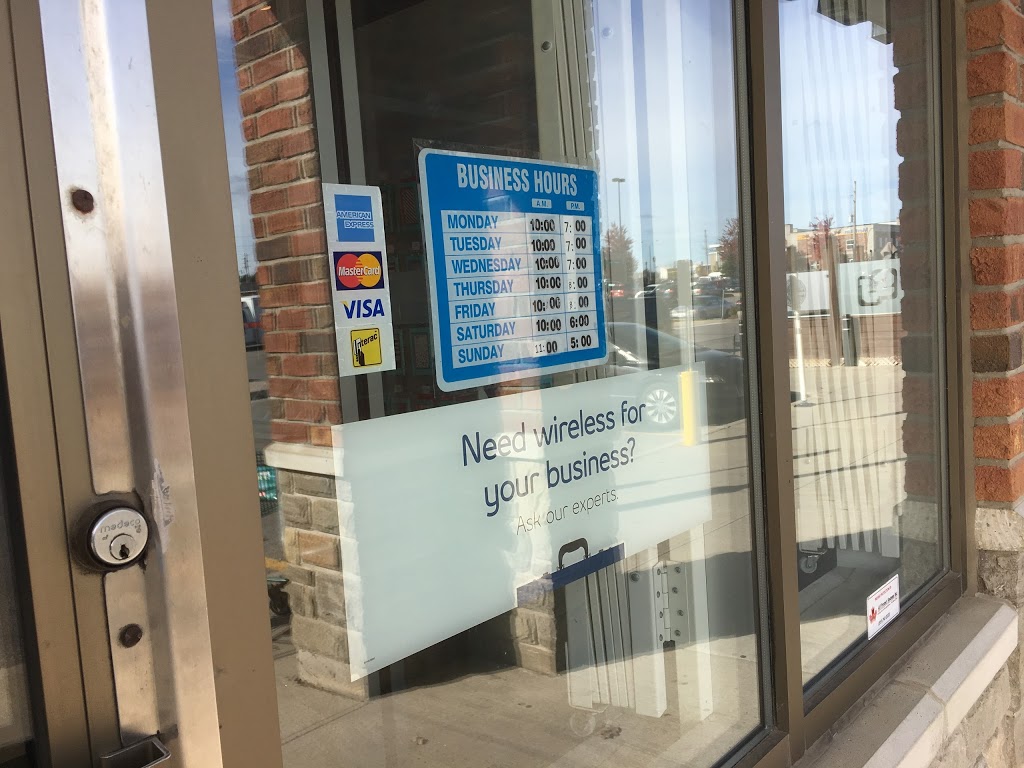 AMERICAN
EXPRESS
MasterCard
VISA
Interac
BUSINESS HOURS
A.M. P.M.
MONDAY 10:00 7:00
TUESDAY 10:00 7:00
WEDNESDAY 10:00 7:00
THURSDAY 10:00 :00
FRIDAY 10:00 :00
SATURDAY 10:00 6:00
SUNDAY 11:00 5:00
Need wireless for
your business?
Ask our experts.
medeco